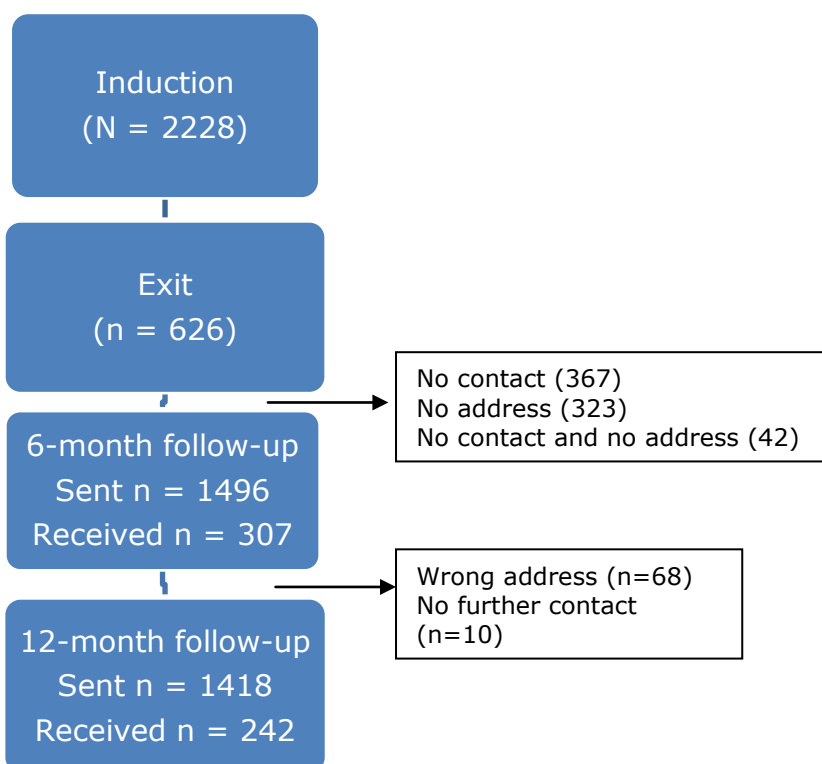 Induction
(N = 2228)
Exit
(n = 626)
No contact (367)
No address (323)
No contact and no address (42)
6-month follow-up
Sent n = 1496
Received n = 307
Wrong address (n=68)
No further contact
(n=10)
12-month follow-up
Sent n = 1418
Received n = 242